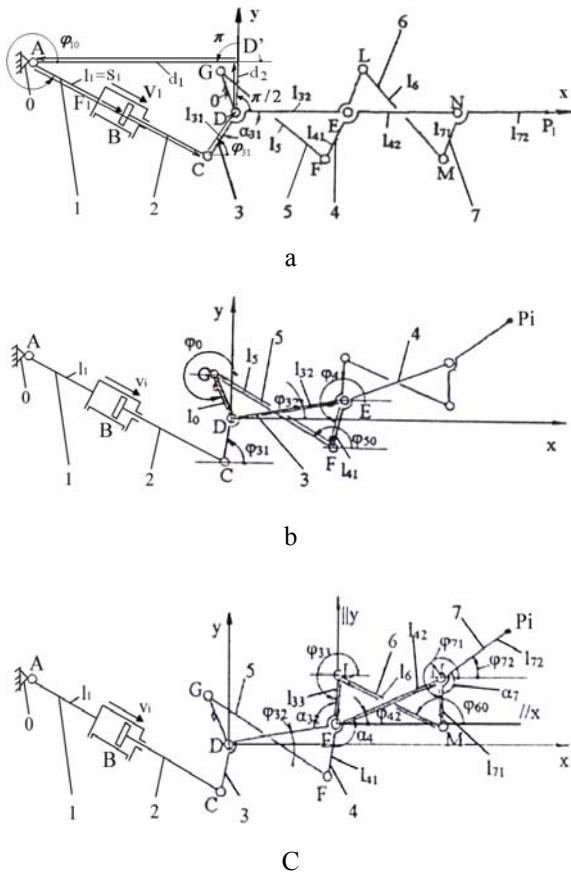 y
A
φ10
π
D'
G
d1
d2
l1=S1
V1
0
F1
0
π/2
B
l31
D
α31
l32
C
φ31
1
2
3
L
6
l6
E
l41
l42
l5
F
5
4
N
x
l71
l72
P1
M
7
a
y
Pi
A
φ0
5
4
l1
vi
l5
l32
0
l0
B
D
E
x
1
2
C
φ31
3
F
φ50
l41
b
y
||y
Pi
A
φ33
7
φ71
l1
vi
5
6
l42
l72
G
l6
φ72
0
l33
α7
B
φ32
α32
φ42
φ60
//x
D
E
α4
M
x
1
2
C
3
F
l41
4
l71
C